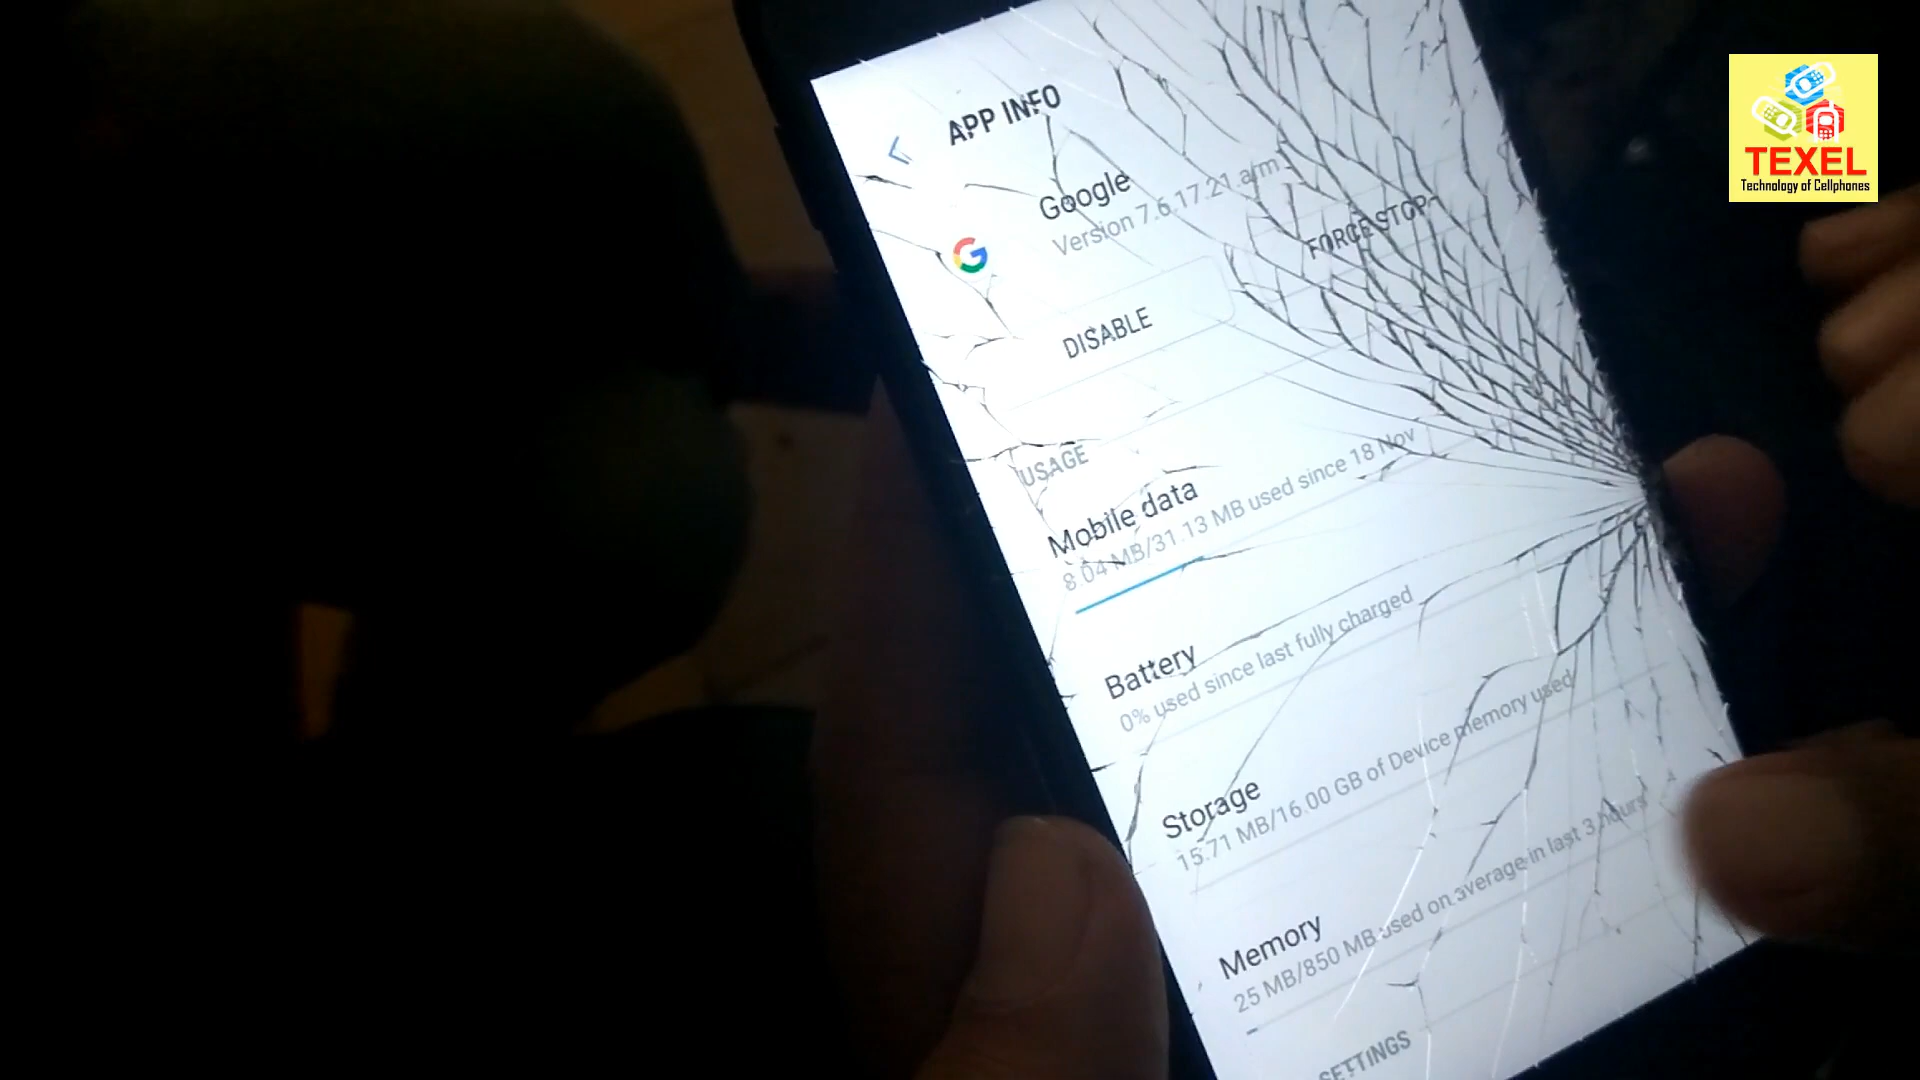 APP INFO
Google
Version 7.6.17.21.arm
DISABLE
FORCE STOP
USAGE
Mobile data
8.04 MB/31.13 MB used since 18 Nov
Battery
0% used since last fully charged
Storage
15.71 MB/16.00 GB of Device memory used
Memory
25 MB/850 MB used on average in last 3 hours
SETTINGS
TEXEL
Technology of Cellphones